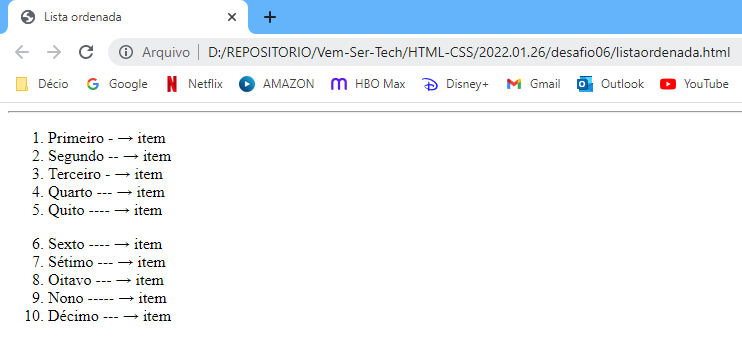 Lista ordenada
Arquivo | D:/REPOSITORIO/Vem-Ser-Tech/HTML-CSS/2022.01.26/desafio06/listaordenada.html
Décio Google Netflix AMAZON HBO Max Disney+ Gmail Outlook YouTube
1. Primeiro - → item
2. Segundo -- → item
3. Terceiro - → item
4. Quarto --- → item
5. Quito ---- → item
6. Sexto ---- → item
7. Sétimo --- → item
8. Oitavo --- → item
9. Nono ----- → item
10. Décimo --- → item